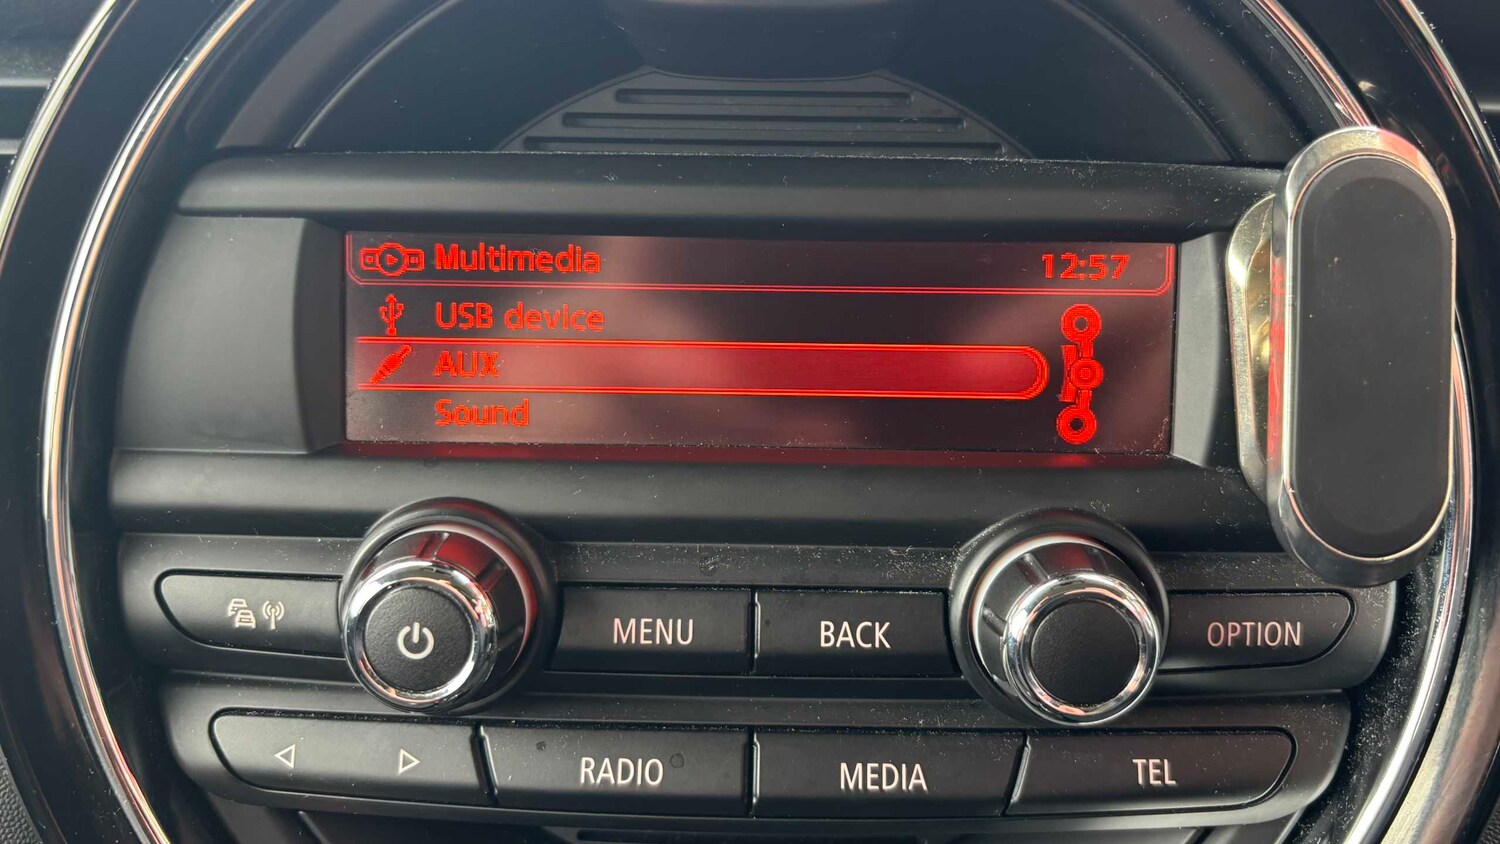 Multimedia 12:57
USB device
AUX
Sound
MENU BACK OPTION
RADIO MEDIA TEL